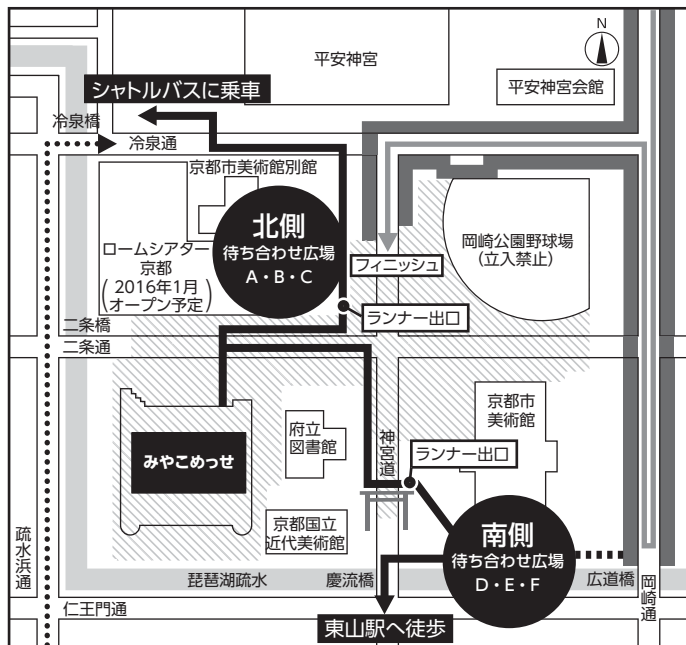 平安神宮
N
平安神宮会館
シャトルバスに乗車
冷泉橋
冷泉通
京都市美術館別館
北側
待ち合わせ広場
A・B・C
ロームシアター
京都
(2016年1月
オープン予定)
フィニッシュ
岡崎公園野球場
(立入禁止)
ランナー出口
二条橋
二条通
みやこめっせ
府立
図書館
神宮道
京都市
美術館
ランナー出口
京都国立
近代美術館
南側
待ち合わせ広場
D・E・F
疏水浜通
琵琶湖疏水
慶流橋
広道橋
岡崎通
仁王門通
東山駅へ徒歩